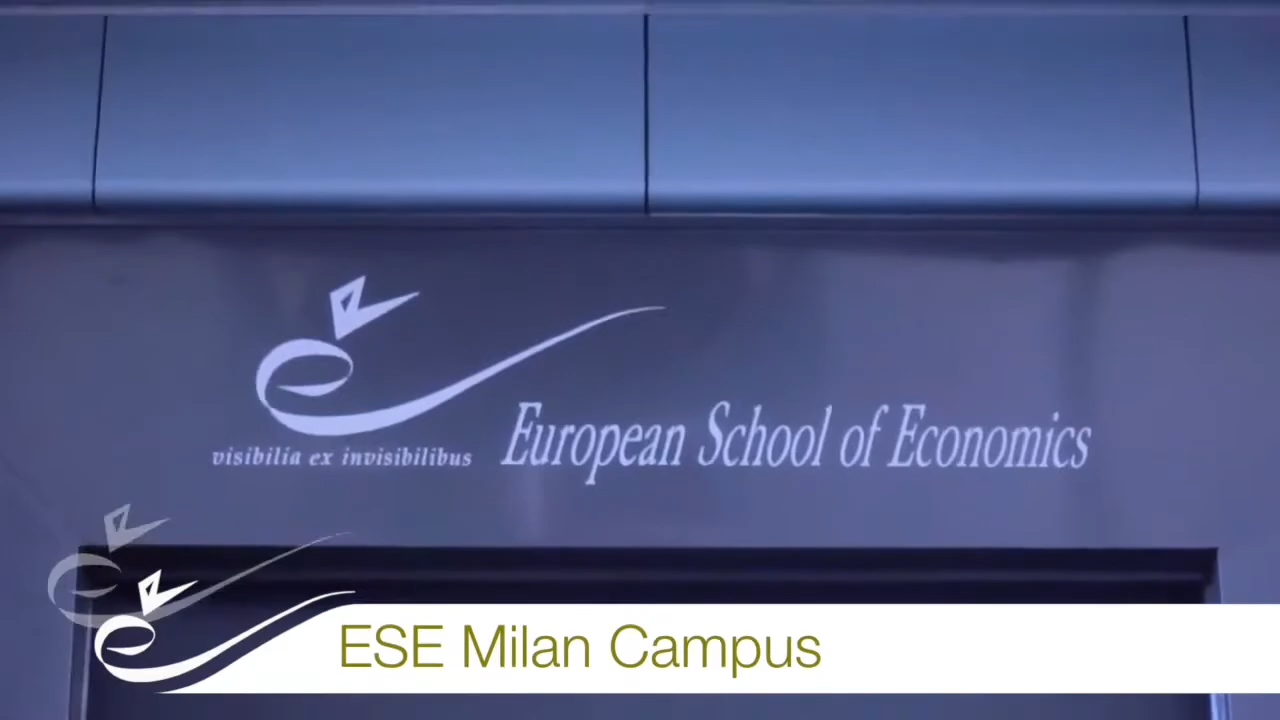 visibilia ex invisibilibus
European School of Economics
ESE Milan Campus